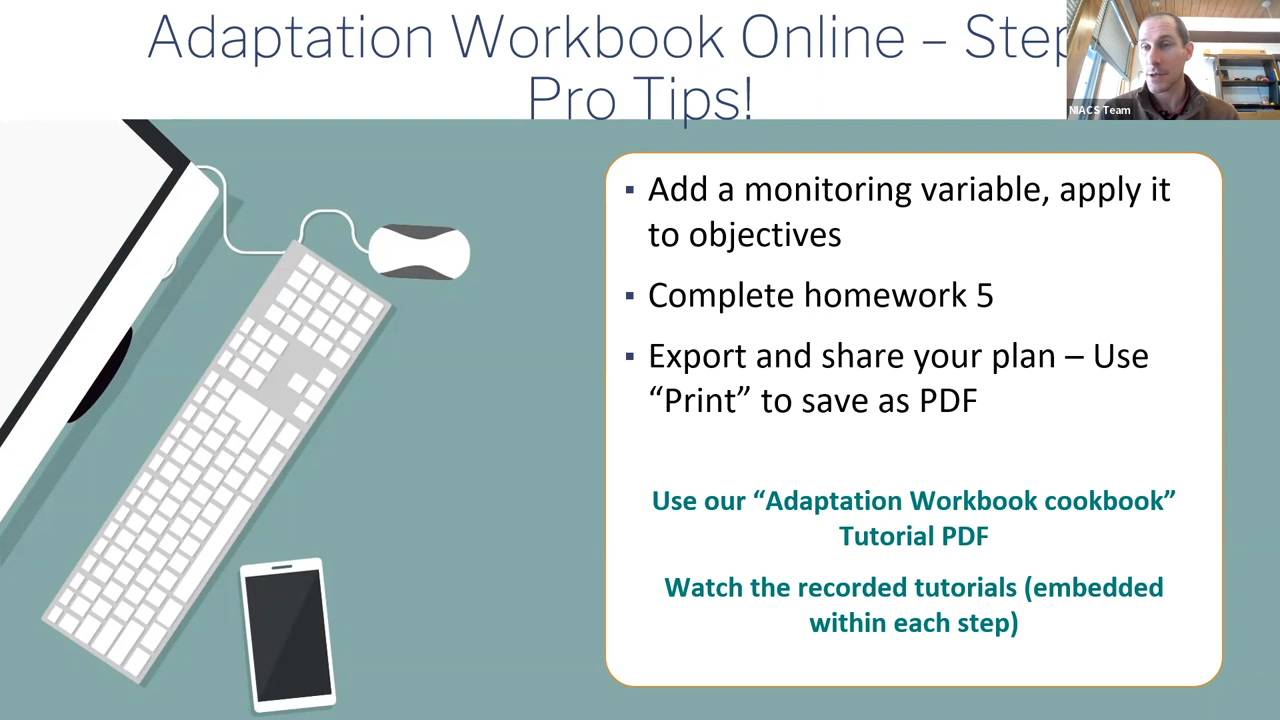 Adaptation Workbook Online – Step
Pro Tips!
NIACS Team
▪ Add a monitoring variable, apply it
to objectives
▪ Complete homework 5
▪ Export and share your plan – Use
“Print” to save as PDF
Use our “Adaptation Workbook cookbook”
Tutorial PDF
Watch the recorded tutorials (embedded
within each step)